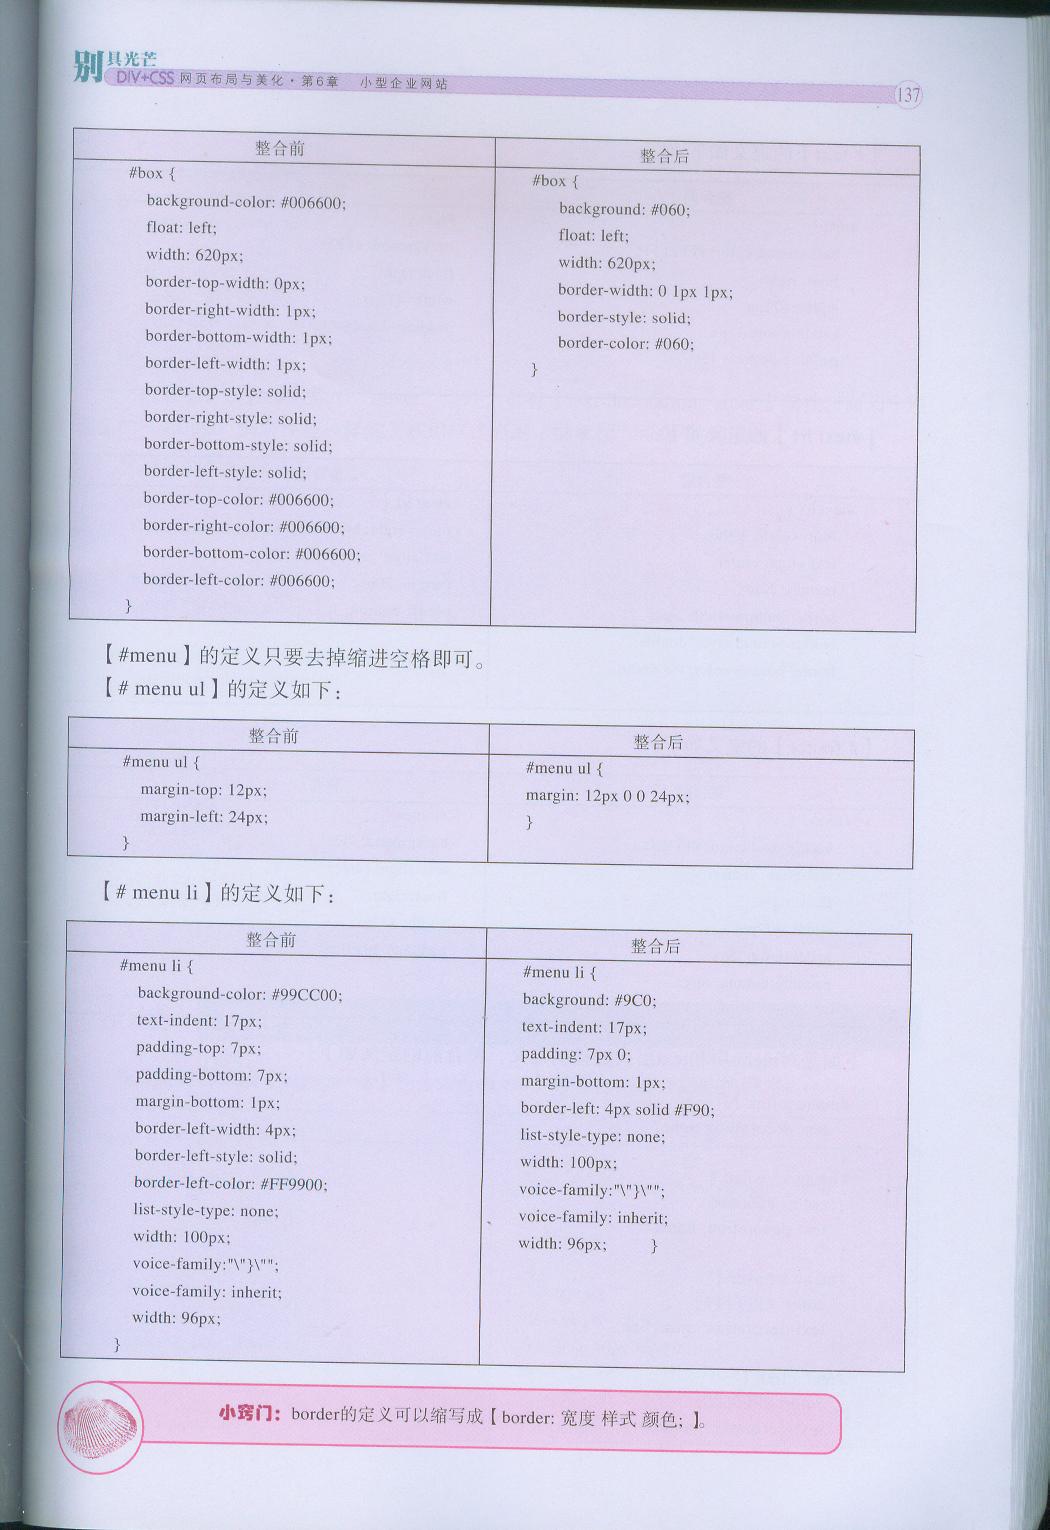 别具光芒
DIV+CSS 网页布局与美化·第6章 小型企业网站
137
整合前
#box {
background-color: #006600;
float: left;
width: 620px;
border-top-width: 0px;
border-right-width: 1px;
border-bottom-width: 1px;
border-left-width: 1px;
border-top-style: solid;
border-right-style: solid;
border-bottom-style: solid;
border-left-style: solid;
border-top-color: #006600;
border-right-color: #006600;
border-bottom-color: #006600;
border-left-color: #006600;
}
整合后
#box {
background: #060;
float: left;
width: 620px;
border-width: 0 1px 1px;
border-style: solid;
border-color: #060;
}
【#menu】的定义只要去掉缩进空格即可。
【# menu ul】的定义如下：
整合前
#menu ul {
margin-top: 12px;
margin-left: 24px;
}
整合后
#menu ul {
margin: 12px 0 0 24px;
}
【# menu li】的定义如下：
整合前
#menu li {
background-color: #99CC00;
text-indent: 17px;
padding-top: 7px;
padding-bottom: 7px;
margin-bottom: 1px;
border-left-width: 4px;
border-left-style: solid;
border-left-color: #FF9900;
list-style-type: none;
width: 100px;
voice-family:"\"}\"";
voice-family: inherit;
width: 96px;
}
整合后
#menu li {
background: #9C0;
text-indent: 17px;
padding: 7px 0;
margin-bottom: 1px;
border-left: 4px solid #F90;
list-style-type: none;
width: 100px;
voice-family:"\"}\"";
voice-family: inherit;
width: 96px; }
小窍门：border的定义可以缩写成【border: 宽度 样式 颜色; 】。